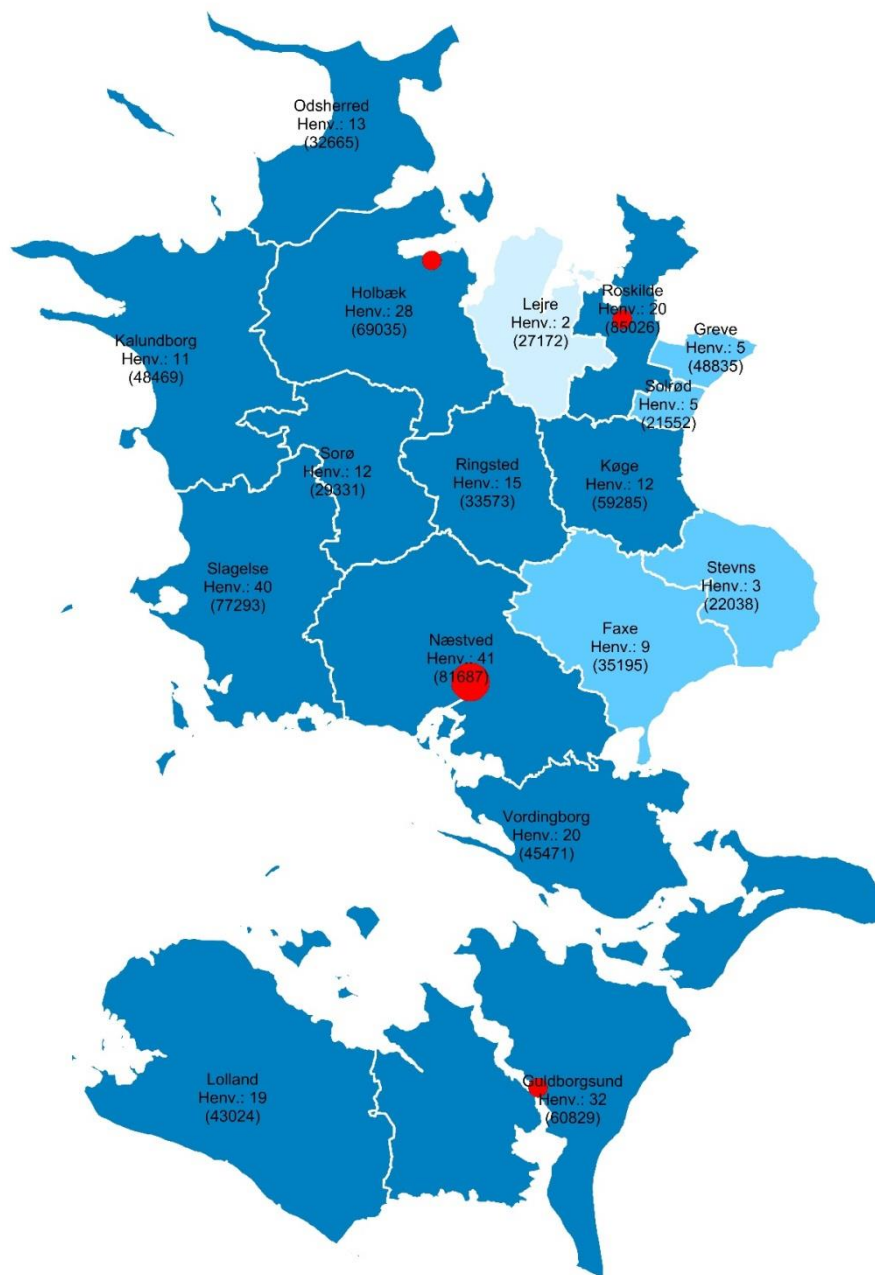 Odsherred
Henv.: 13
(32665)
Holbæk
Henv.: 28
(69035)
Lejre
Henv.: 2
(27172)
Roskilde
Henv.: 20
(85026)
Greve
Henv.: 5
(48835)
Kalundborg
Henv.: 11
(48469)
Solrød
Henv.: 5
(21552)
Sorø
Henv.: 12
(29331)
Ringsted
Henv.: 15
(33573)
Køge
Henv.: 12
(59285)
Slagelse
Henv.: 40
(77293)
Stevns
Henv.: 3
(22038)
Faxe
Henv.: 9
(35195)
Næstved
Henv.: 41
(81687)
Vordingborg
Henv.: 20
(45471)
Lolland
Henv.: 19
(43024)
Guldborgsund
Henv.: 32
(60829)